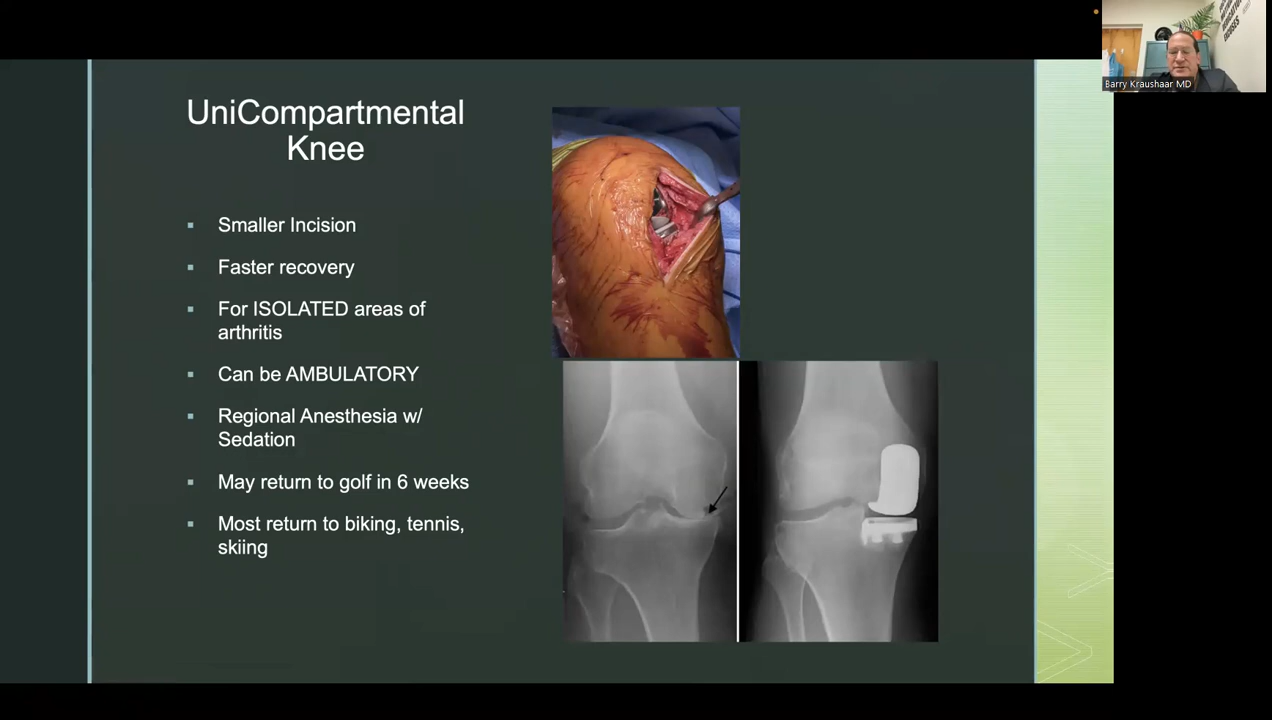 UniCompartmental
Knee
▪ Smaller Incision
▪ Faster recovery
▪ For ISOLATED areas of
arthritis
▪ Can be AMBULATORY
▪ Regional Anesthesia w/
Sedation
▪ May return to golf in 6 weeks
▪ Most return to biking, tennis,
skiing
Barry Kraushaar MD